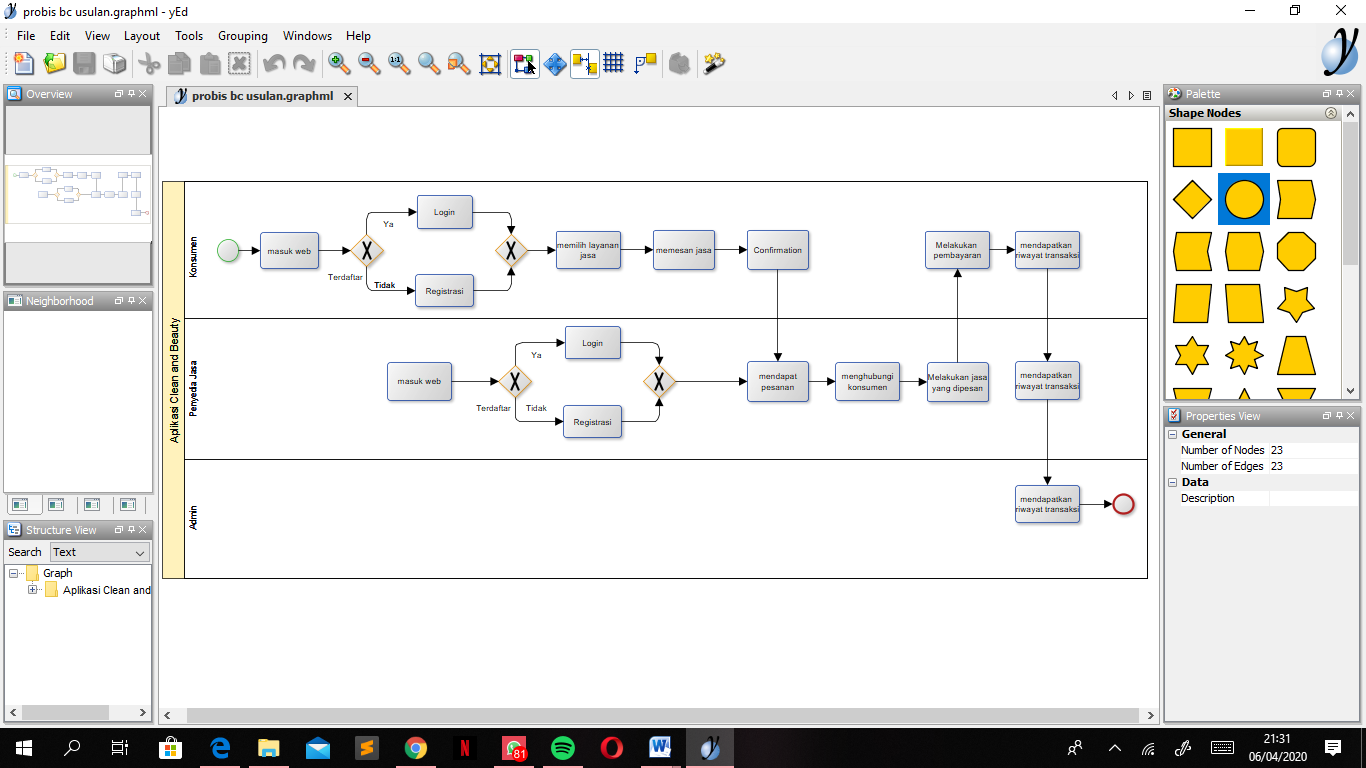 probis bc usulan.graphml - yEd
File Edit View Layout Tools Grouping Windows Help
1:1
Overview
Neighborhood
Structure View
Search Text
Graph
Aplikasi Clean and
probis bc usulan.graphml
Aplikasi Clean and Beauty
Konsumen
masuk web
X
Ya
Login
Terdaftar
Tidak
Registrasi
X
memilih layanan
jasa
memesan jasa
Confirmation
Melakukan
pembayaran
mendapatkan
riwayat transaksi
Penyeda Jasa
masuk web
X
Ya
Login
Terdaftar
Tidak
Registrasi
X
mendapat
pesanan
menghubungi
konsumen
Melakukan jasa
yang dipesan
mendapatkan
riwayat transaksi
Admin
mendapatkan
riwayat transaksi
Palette
Shape Nodes
Properties View
General
Number of Nodes 23
Number of Edges 23
Data
Description
81
21:31
06/04/2020